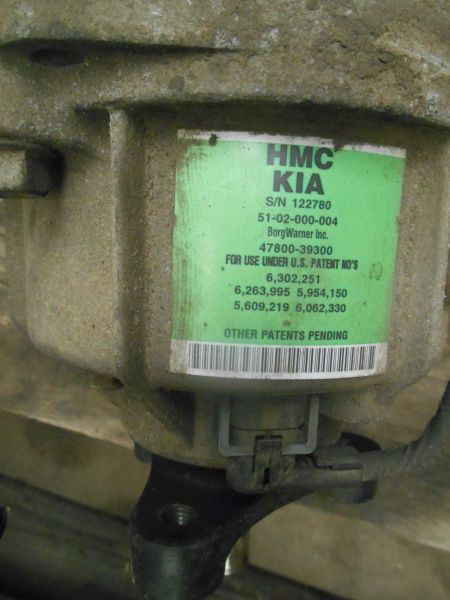 HMC
KIA
S/N 122780
51-02-000-004
BorgWarner Inc.
47800-39300
FOR USE UNDER U.S. PATENT NO'S
6,302,251
6,263,995 5,954,150
5,609,219 6,062,330
OTHER PATENTS PENDING